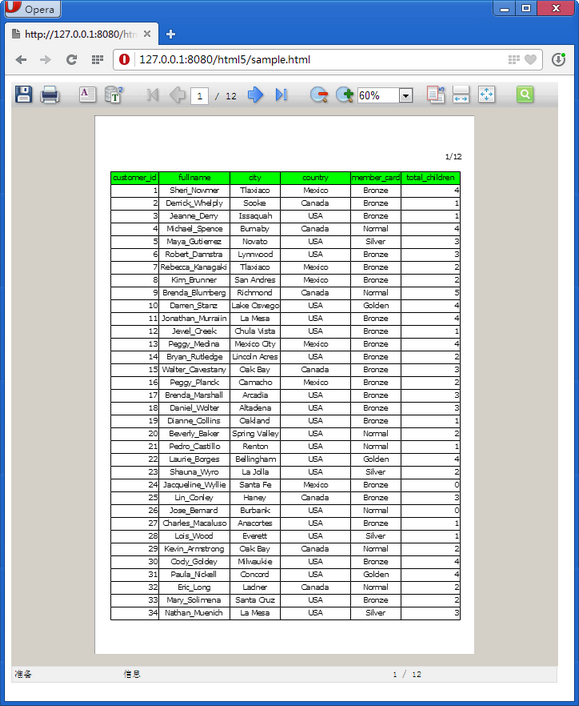 Opera
http://127.0.0.1:8080/htm
127.0.0.1:8080/html5/sample.html
1 / 12 60%
1/12
customer_id fullname city country member_card total_children
1 Sheri_Nowmer Tlaxiaco Mexico Bronze 4
2 Derrick_Whelply Sooke Canada Bronze 1
3 Jeanne_Derry Issaquah USA Bronze 1
4 Michael_Spence Burnaby Canada Normal 4
5 Maya_Gutierrez Novato USA Silver 3
6 Robert_Damstra Lynnwood USA Bronze 3
7 Rebecca_Kanagaki Tlaxiaco Mexico Bronze 2
8 Kim_Brunner San Andres Mexico Bronze 2
9 Brenda_Blumberg Richmond Canada Normal 5
10 Darren_Stanz Lake Oswego USA Golden 4
11 Jonathan_Murraiin La Mesa USA Bronze 4
12 Jewel_Creek Chula Vista USA Bronze 1
13 Peggy_Medina Mexico City Mexico Bronze 4
14 Bryan_Rutledge Lincoln Acres USA Bronze 2
15 Walter_Cavestany Oak Bay Canada Bronze 3
16 Peggy_Planck Camacho Mexico Bronze 2
17 Brenda_Marshall Arcadia USA Bronze 3
18 Daniel_Wolter Altadena USA Bronze 3
19 Dianne_Collins Oakland USA Bronze 1
20 Beverly_Baker Spring Valley USA Normal 2
21 Pedro_Castillo Renton USA Normal 1
22 Laurie_Borges Bellingham USA Golden 4
23 Shauna_Wyro La Jolla USA Silver 2
24 Jacqueline_Wyllie Santa Fe Mexico Bronze 0
25 Lin_Conley Haney Canada Bronze 3
26 Jose_Bernard Burbank USA Normal 0
27 Charles_Macaluso Anacortes USA Bronze 1
28 Lois_Wood Everett USA Silver 1
29 Kevin_Armstrong Oak Bay Canada Normal 2
30 Cody_Goldey Milwaukie USA Bronze 4
31 Paula_Nickell Concord USA Golden 4
32 Eric_Long Ladner Canada Normal 2
33 Mary_Solimena Santa Cruz USA Bronze 2
34 Nathan_Muenich La Mesa USA Silver 3
准备 信息 1 / 12